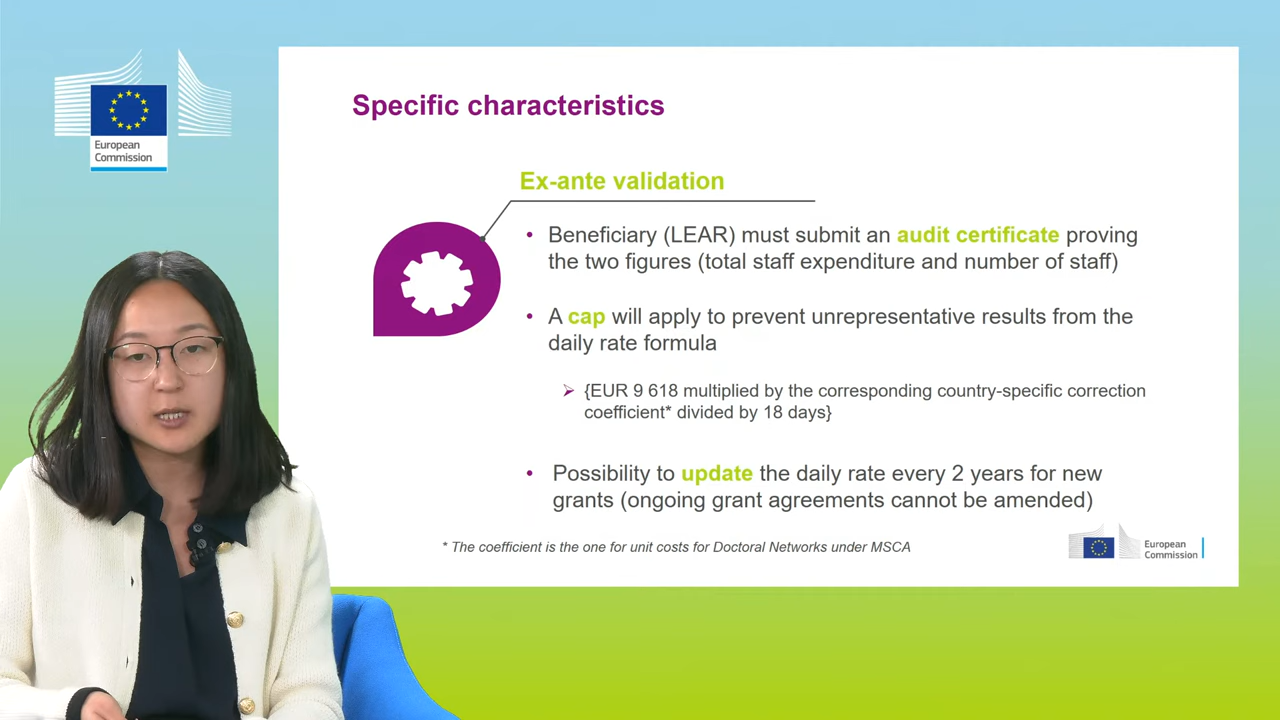 European
Commission
Specific characteristics
Ex-ante validation
• Beneficiary (LEAR) must submit an audit certificate proving
the two figures (total staff expenditure and number of staff)
• A cap will apply to prevent unrepresentative results from the
daily rate formula
➢ {EUR 9 618 multiplied by the corresponding country-specific correction
coefficient* divided by 18 days}
• Possibility to update the daily rate every 2 years for new
grants (ongoing grant agreements cannot be amended)
* The coefficient is the one for unit costs for Doctoral Networks under MSCA
European
Commission